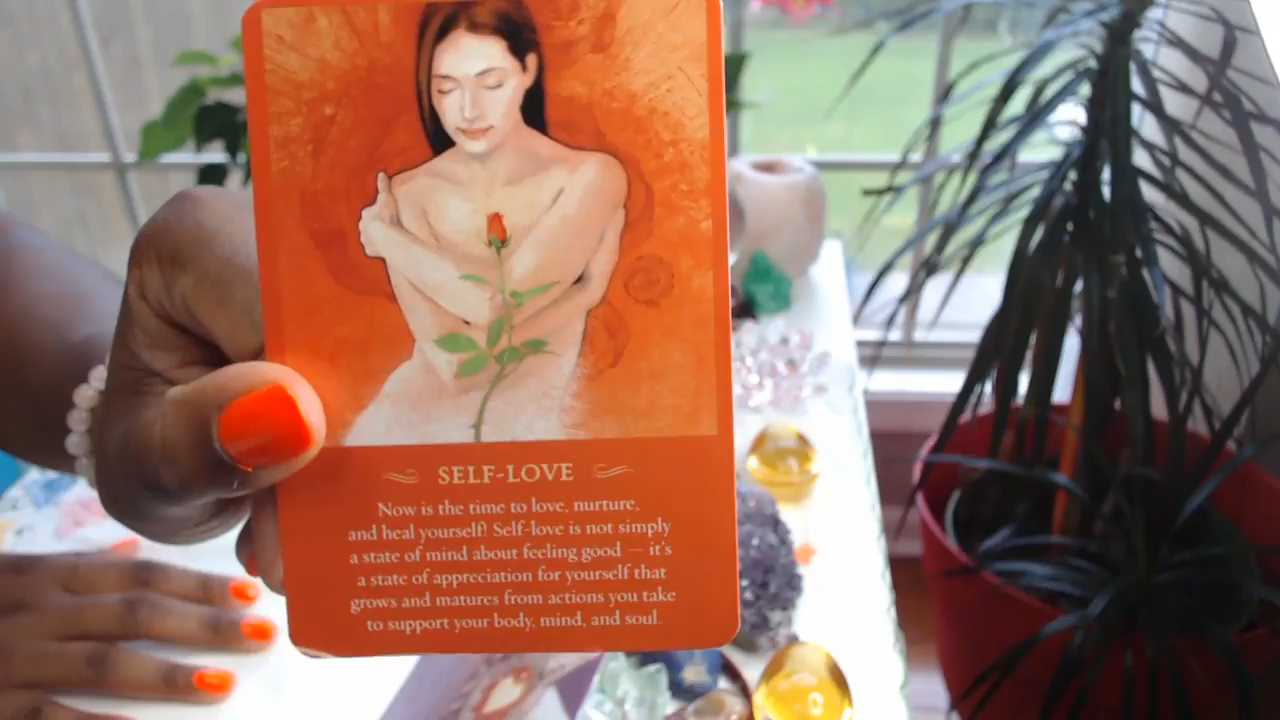 SELF-LOVE
Now is the time to love, nurture,
and heal yourself! Self-love is not simply
a state of mind about feeling good — it's
a state of appreciation for yourself that
grows and matures from actions you take
to support your body, mind, and soul.